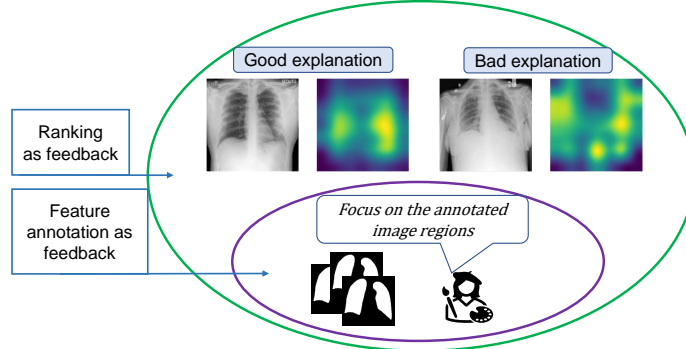 Good explanation
Bad explanation
Ranking
as feedback
Feature
annotation as
feedback
Focus on the annotated
image regions